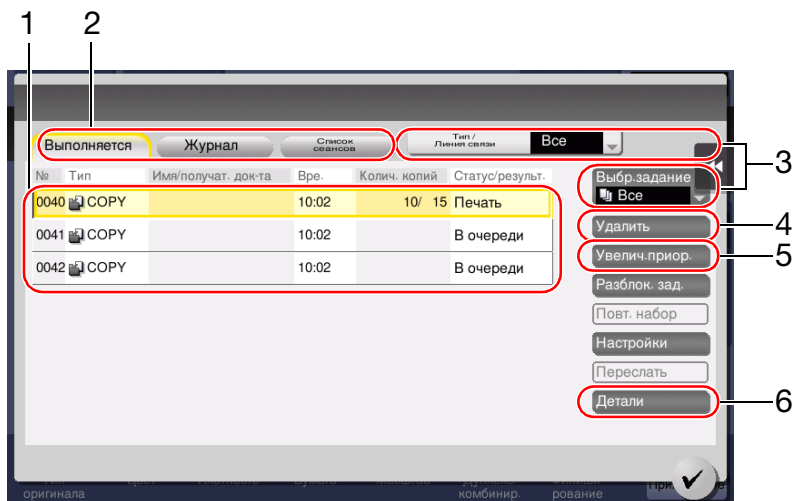 1 2
Выполняется Журнал Список сеансов Тип / Линия связи Все
№ Тип Имя/получат. док-та Вре. Колич. копий Статус/результ.
0040 COPY 10:02 10/ 15 Печать
0041 COPY 10:02 В очереди
0042 COPY 10:02 В очереди
Выбр.задание
Все
3
Удалить 4
Увелич.приор. 5
Разблок. зад.
Повт. набор
Настройки
Переслать
Детали 6
оригинала комбинир. рование